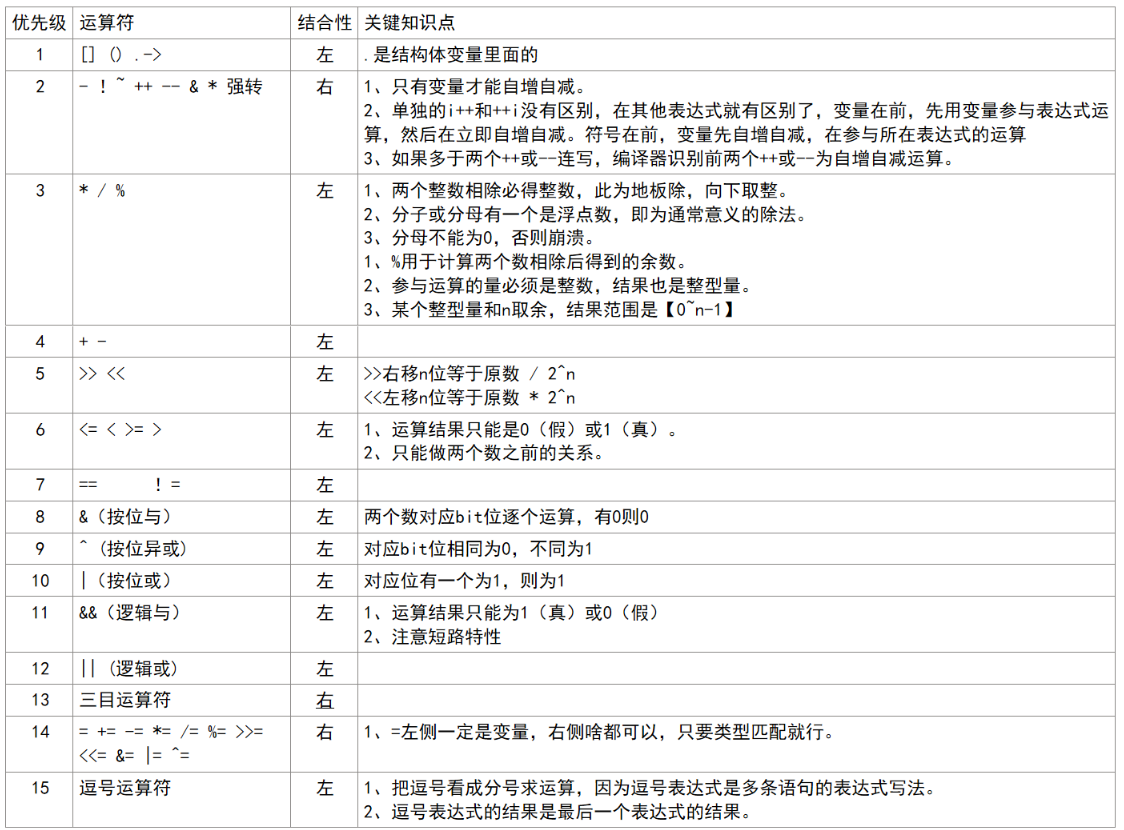 优先级 运算符 结合性 关键知识点
1 [] () .-> 左 .是结构体变量里面的
2 - ! ~ ++ -- & * 强转 右 1、只有变量才能自增自减。
2、单独的i++和++i没有区别，在其他表达式就有区别了，变量在前，先用变量参与表达式运
算，然后在立即自增自减。符号在前，变量先自增自减，在参与所在表达式的运算
3、如果多于两个++或--连写，编译器识别前两个++或--为自增自减运算。
3 * / % 左 1、两个整数相除必得整数，此为地板除，向下取整。
2、分子或分母有一个是浮点数，即为通常意义的除法。
3、分母不能为0，否则崩溃。
1、%用于计算两个数相除后得到的余数。
2、参与运算的量必须是整数，结果也是整型量。
3、某个整型量和n取余，结果范围是【0~n-1】
4 + - 左
5 >> << 左 >>右移n位等于原数 / 2^n
<<左移n位等于原数 * 2^n
6 <= < >= > 左 1、运算结果只能是0（假）或1（真）。
2、只能做两个数之前的关系。
7 == != 左
8 &（按位与） 左 两个数对应bit位逐个运算，有0则0
9 ^（按位异或） 左 对应bit位相同为0，不同为1
10 |（按位或） 左 对应位有一个为1，则为1
11 &&（逻辑与） 左 1、运算结果只能为1（真）或0（假）
2、注意短路特性
12 ||（逻辑或） 左
13 三目运算符 右
14 = += -= *= /= %= >>= 右 1、=左侧一定是变量，右侧啥都可以，只要类型匹配就行。
<<= &= |= ^=
15 逗号运算符 左 1、把逗号看成分号求运算，因为逗号表达式是多条语句的表达式写法。
2、逗号表达式的结果是最后一个表达式的结果。